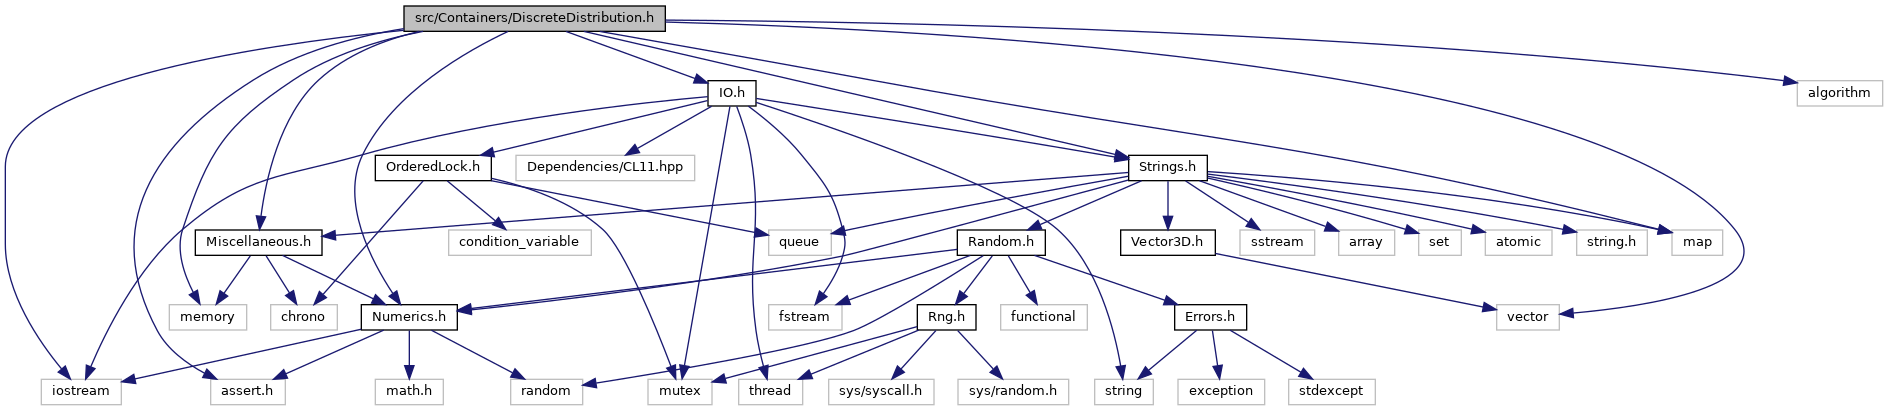 src/Containers/DiscreteDistribution.h
IO.h
algorithm
OrderedLock.h
Dependencies/CL11.hpp
Strings.h
Miscellaneous.h
condition_variable
queue
Random.h
Vector3D.h
sstream
array
set
atomic
string.h
map
memory
chrono
Numerics.h
fstream
Rng.h
functional
Errors.h
vector
iostream
assert.h
math.h
random
mutex
thread
sys/syscall.h
sys/random.h
string
exception
stdexcept